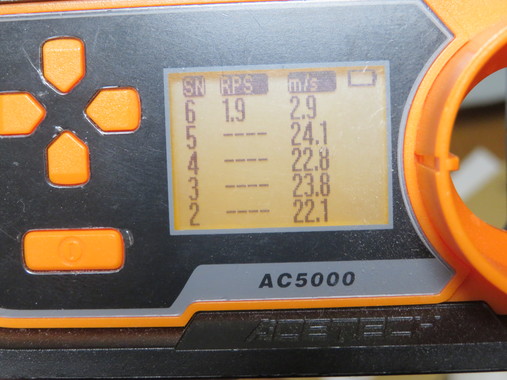 SN RPS m/s
6 1.9 2.9
5 ---- 24.1
4 ---- 22.8
3 ---- 23.8
2 ---- 22.1
AC5000
ACETECH